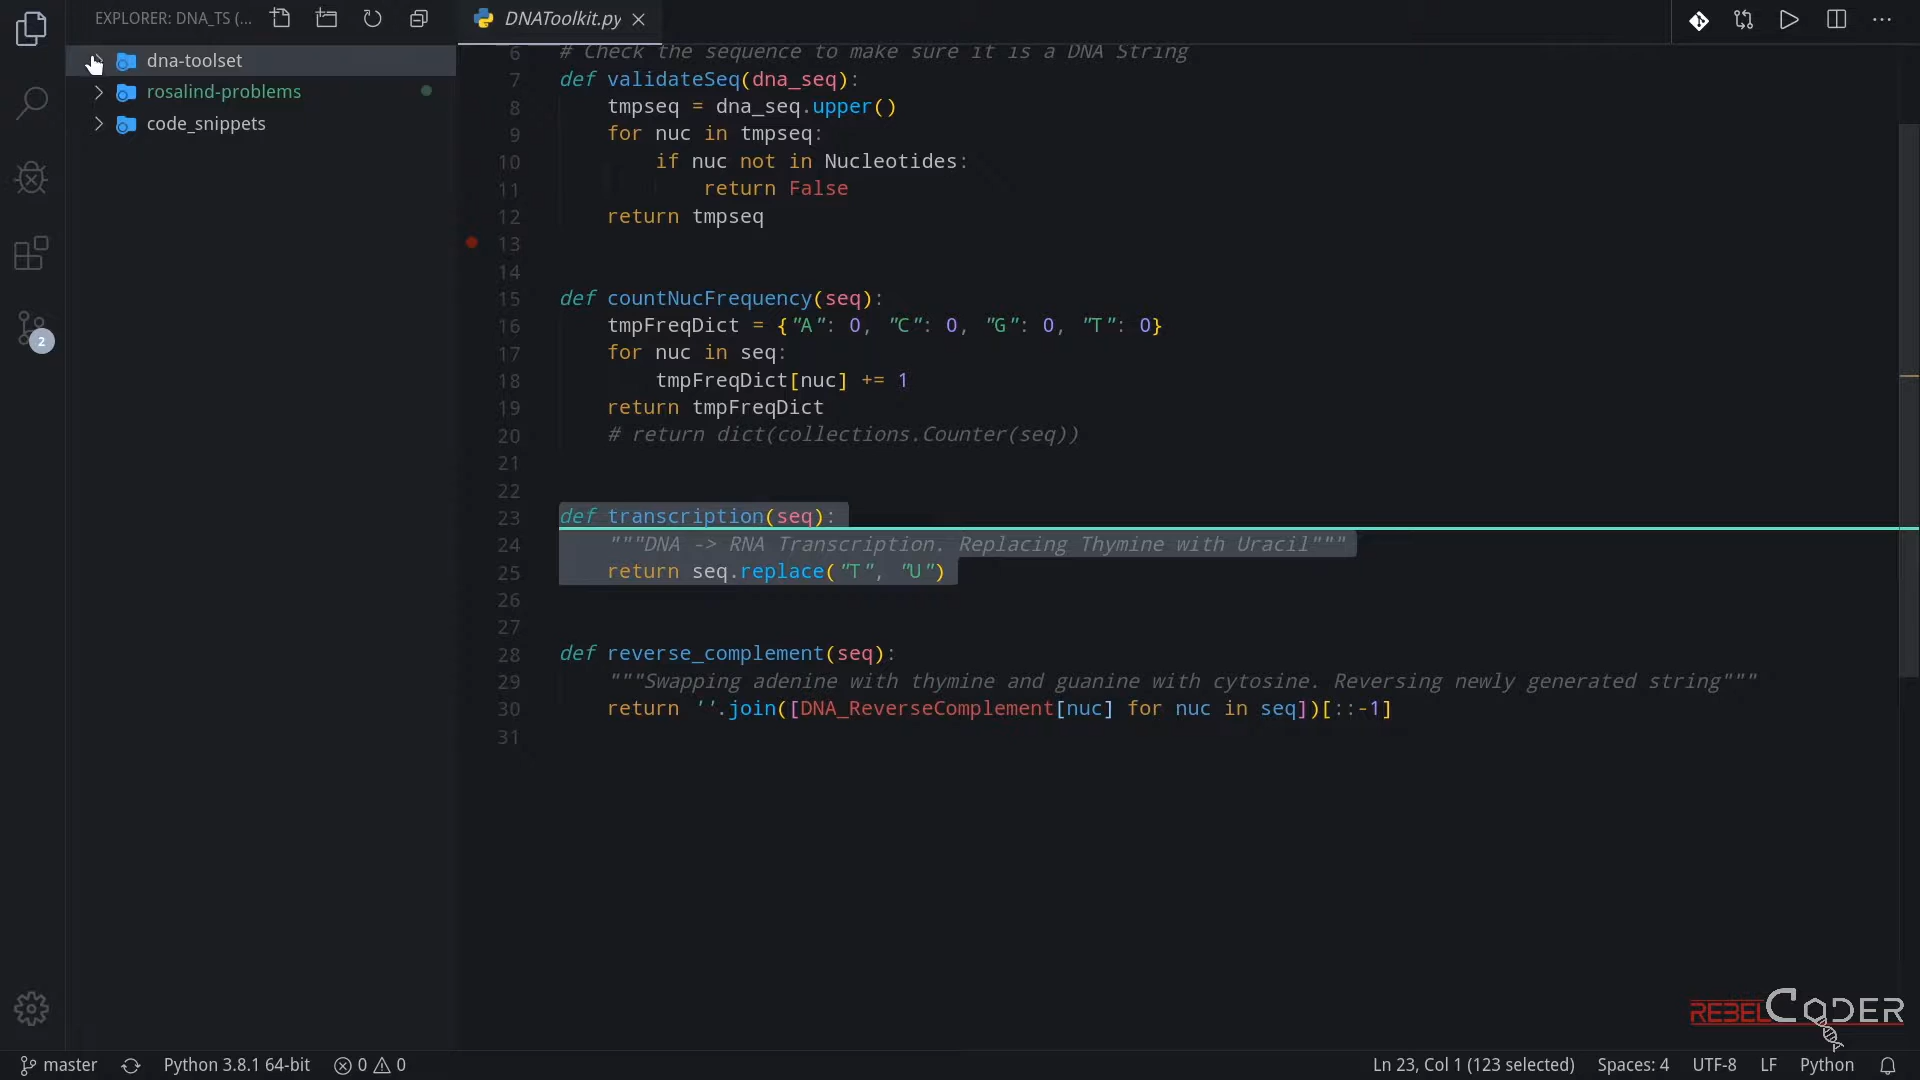 EXPLORER: DNA_TS (...
DNAToolkit.py
dna-toolset
rosalind-problems
code_snippets
6 # Check the sequence to make sure it is a DNA String
7 def validateSeq(dna_seq):
8 tmpseq = dna_seq.upper()
9 for nuc in tmpseq:
10 if nuc not in Nucleotides:
11 return False
12 return tmpseq
13
14
15 def countNucFrequency(seq):
16 tmpFreqDict = {"A": 0, "C": 0, "G": 0, "T": 0}
17 for nuc in seq:
18 tmpFreqDict[nuc] += 1
19 return tmpFreqDict
20 # return dict(collections.Counter(seq))
21
22
23 def transcription(seq):
24 """DNA -> RNA Transcription. Replacing Thymine with Uracil"""
25 return seq.replace("T", "U")
26
27
28 def reverse_complement(seq):
29 """Swapping adenine with thymine and guanine with cytosine. Reversing newly generated string"""
30 return ''.join([DNA_ReverseComplement[nuc] for nuc in seq])[::-1]
31
2
REBELCODER
master Python 3.8.1 64-bit 0 0 Ln 23, Col 1 (123 selected) Spaces: 4 UTF-8 LF Python